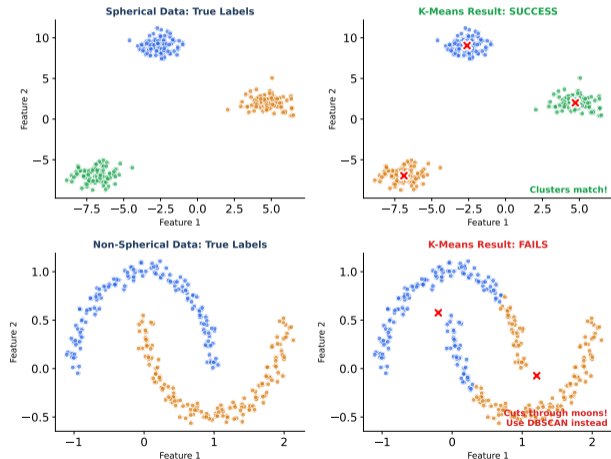 Spherical Data: True Labels
K-Means Result: SUCCESS
Feature 2
10
5
0
−5
−7.5 −5.0 −2.5 0.0 2.5 5.0
Feature 1
Feature 2
10
5
0
−5
−7.5 −5.0 −2.5 0.0 2.5 5.0
Feature 1
Clusters match!
Non-Spherical Data: True Labels
K-Means Result: FAILS
Feature 2
1.0
0.5
0.0
−0.5
−1 0 1 2
Feature 1
Feature 2
1.0
0.5
0.0
−0.5
−1 0 1 2
Feature 1
Cuts through moons!
Use DBSCAN instead